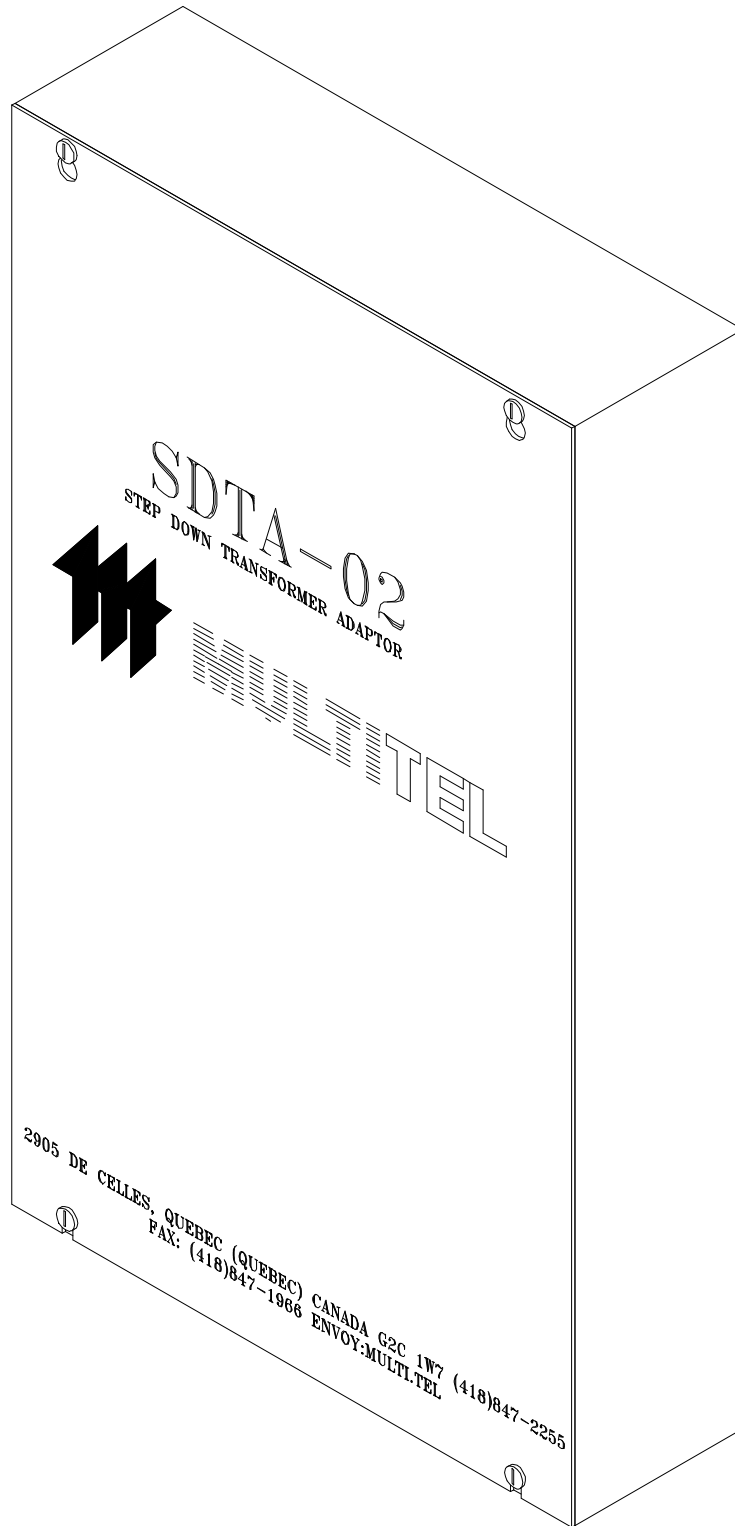 SDTA-02
STEP DOWN TRANSFORMER ADAPTOR
MULTITEL
2905 DE CELLES, QUEBEC (QUEBEC) CANADA G2C 1W7 (418)847-2255
FAX: (418)847-1966 ENVOY:MULTI.TEL